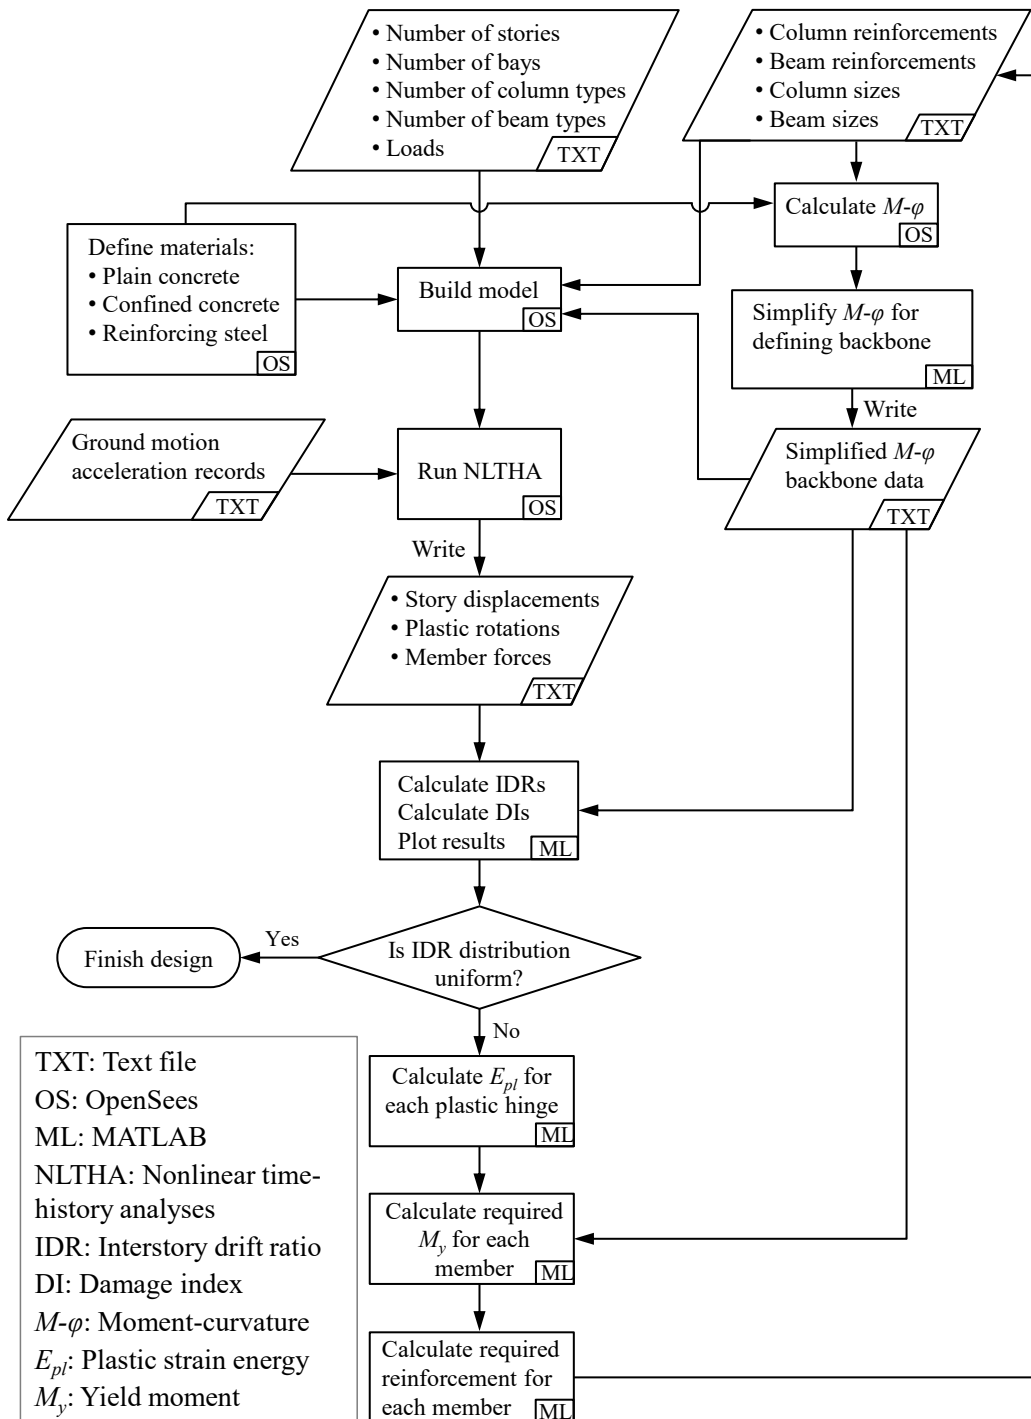 • Number of stories
• Number of bays
• Number of column types
• Number of beam types
• Loads
TXT
• Column reinforcements
• Beam reinforcements
• Column sizes
• Beam sizes
TXT
Calculate M-φ
OS
Define materials:
• Plain concrete
• Confined concrete
• Reinforcing steel
OS
Build model
OS
Simplify M-φ for
defining backbone
ML
Write
Ground motion
acceleration records
TXT
Run NLTHA
OS
Simplified M-φ
backbone data
TXT
Write
• Story displacements
• Plastic rotations
• Member forces
TXT
Calculate IDRs
Calculate DIs
Plot results
ML
Is IDR distribution
uniform?
Yes
Finish design
No
Calculate Epl for
each plastic hinge
ML
Calculate required
My for each
member
ML
Calculate required
reinforcement for
each member
ML
TXT: Text file
OS: OpenSees
ML: MATLAB
NLTHA: Nonlinear time-
history analyses
IDR: Interstory drift ratio
DI: Damage index
M-φ: Moment-curvature
Epl: Plastic strain energy
My: Yield moment